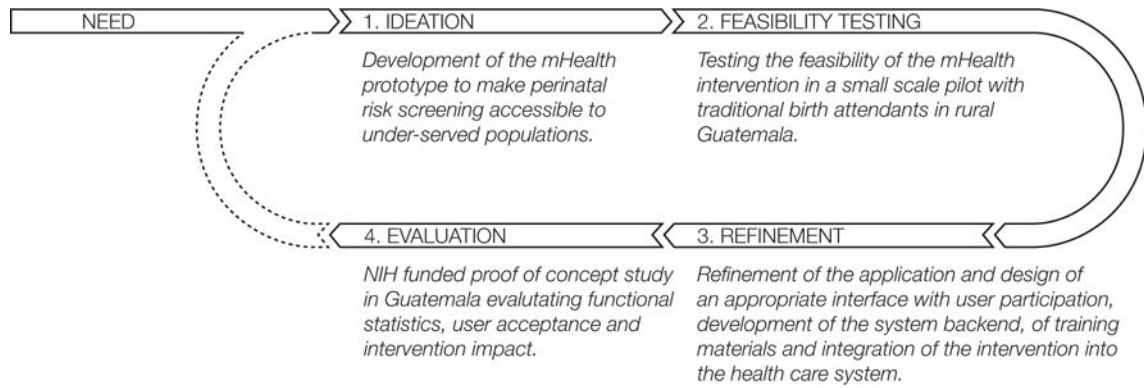 NEED
1. IDEATION
Development of the mHealth
prototype to make perinatal
risk screening accessible to
under-served populations.
2. FEASIBILITY TESTING
Testing the feasibility of the mHealth
intervention in a small scale pilot with
traditional birth attendants in rural
Guatemala.
3. REFINEMENT
Refinement of the application and design of
an appropriate interface with user participation,
development of the system backend, of training
materials and integration of the intervention into
the health care system.
4. EVALUATION
NIH funded proof of concept study
in Guatemala evalutating functional
statistics, user acceptance and
intervention impact.